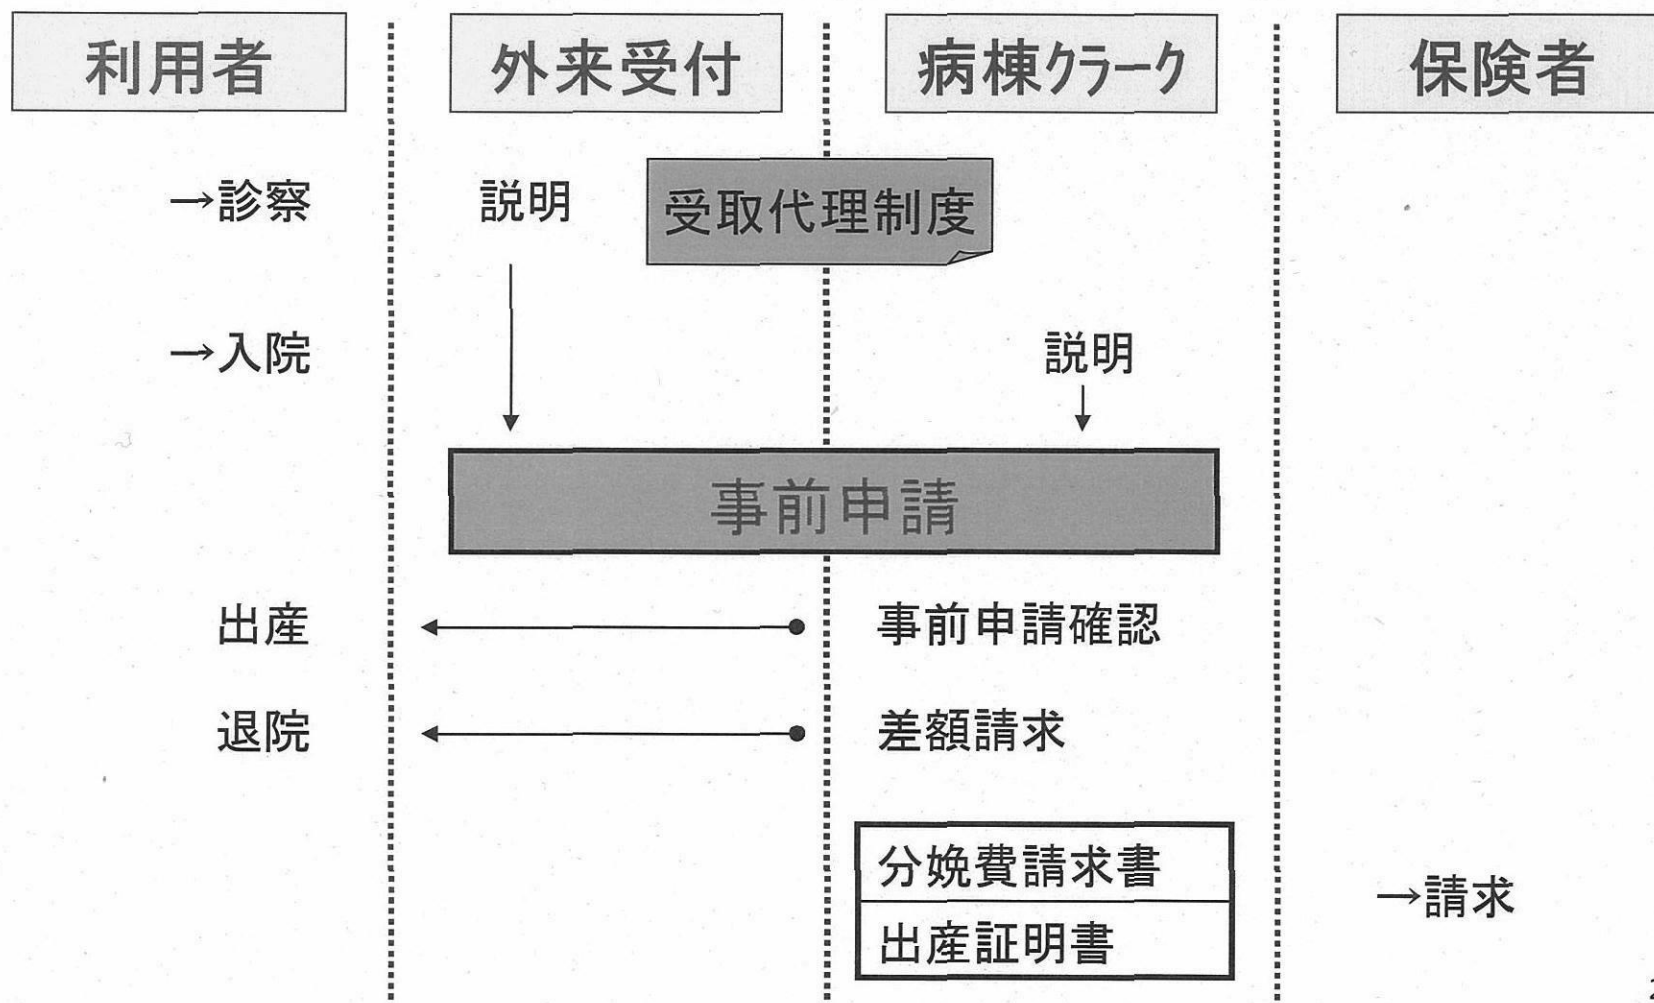 利用者 外来受付 病棟クラーク 保険者
→診察 説明 受取代理制度
→入院 説明
事前申請
出産 事前申請確認
退院 差額請求
分娩費請求書
→請求
出産証明書